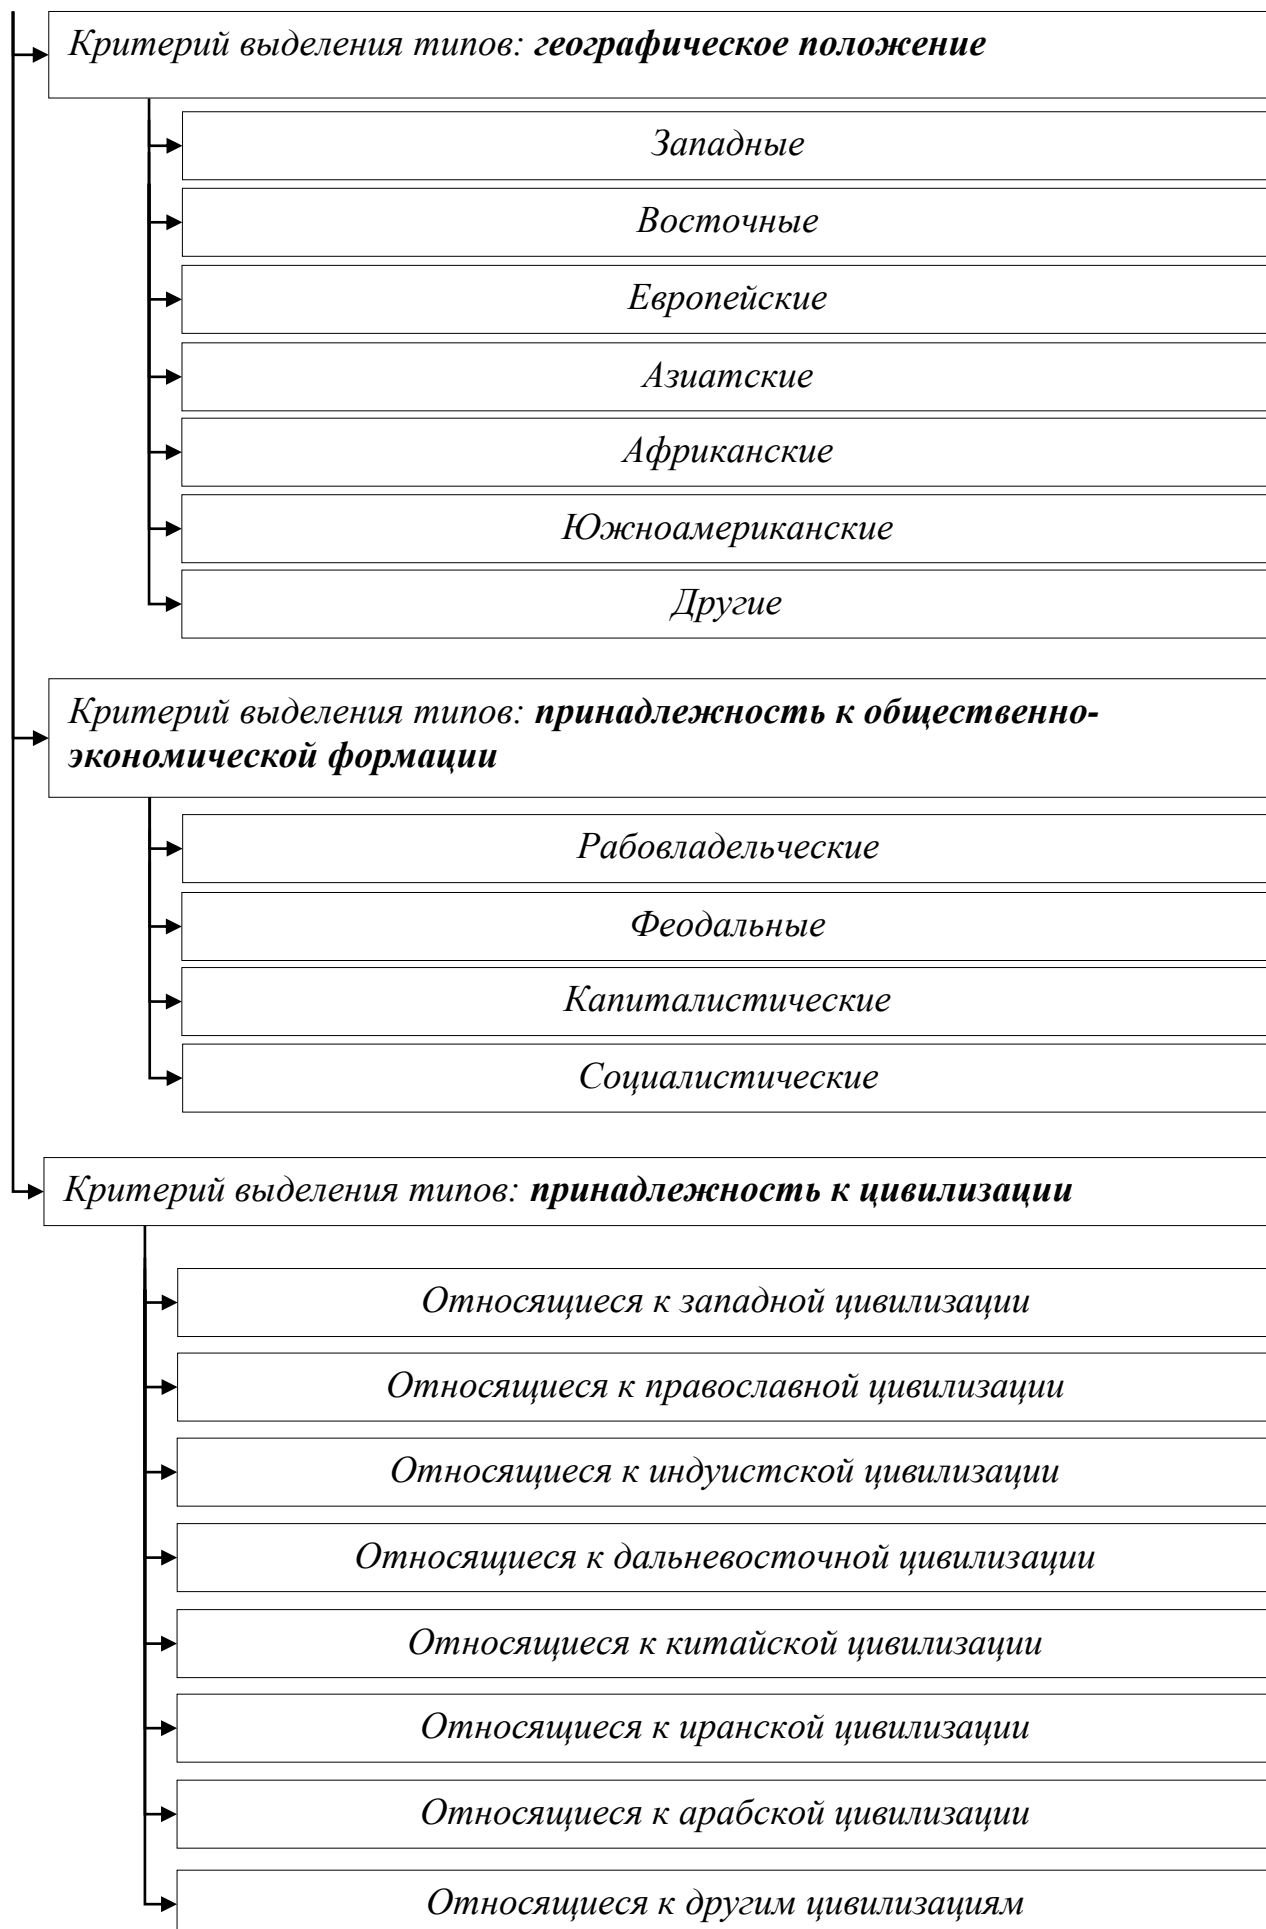 Критерий выделения типов: географическое положение
Западные
Восточные
Европейские
Азиатские
Африканские
Южноамериканские
Другие
Критерий выделения типов: принадлежность к общественно-
экономической формации
Рабовладельческие
Феодальные
Капиталистические
Социалистические
Критерий выделения типов: принадлежность к цивилизации
Относящиеся к западной цивилизации
Относящиеся к православной цивилизации
Относящиеся к индуистской цивилизации
Относящиеся к дальневосточной цивилизации
Относящиеся к китайской цивилизации
Относящиеся к иранской цивилизации
Относящиеся к арабской цивилизации
Относящиеся к другим цивилизациям